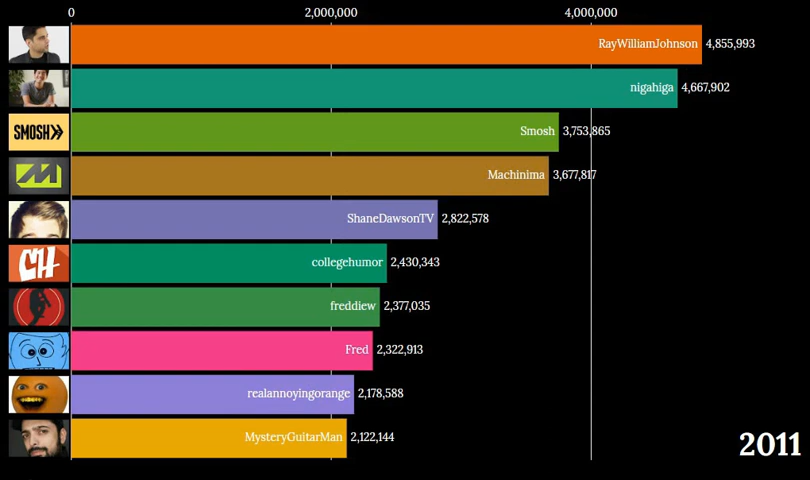 0 2,000,000 4,000,000
RayWilliamJohnson 4,855,993
nigahiga 4,667,902
SMOSH
Smosh 3,753,865
Machinima 3,677,817
ShaneDawsonTV 2,822,578
CH
collegehumor 2,430,343
freddiew 2,377,035
Fred 2,322,913
realannoyingorange 2,178,588
MysteryGuitarMan 2,122,144
2011